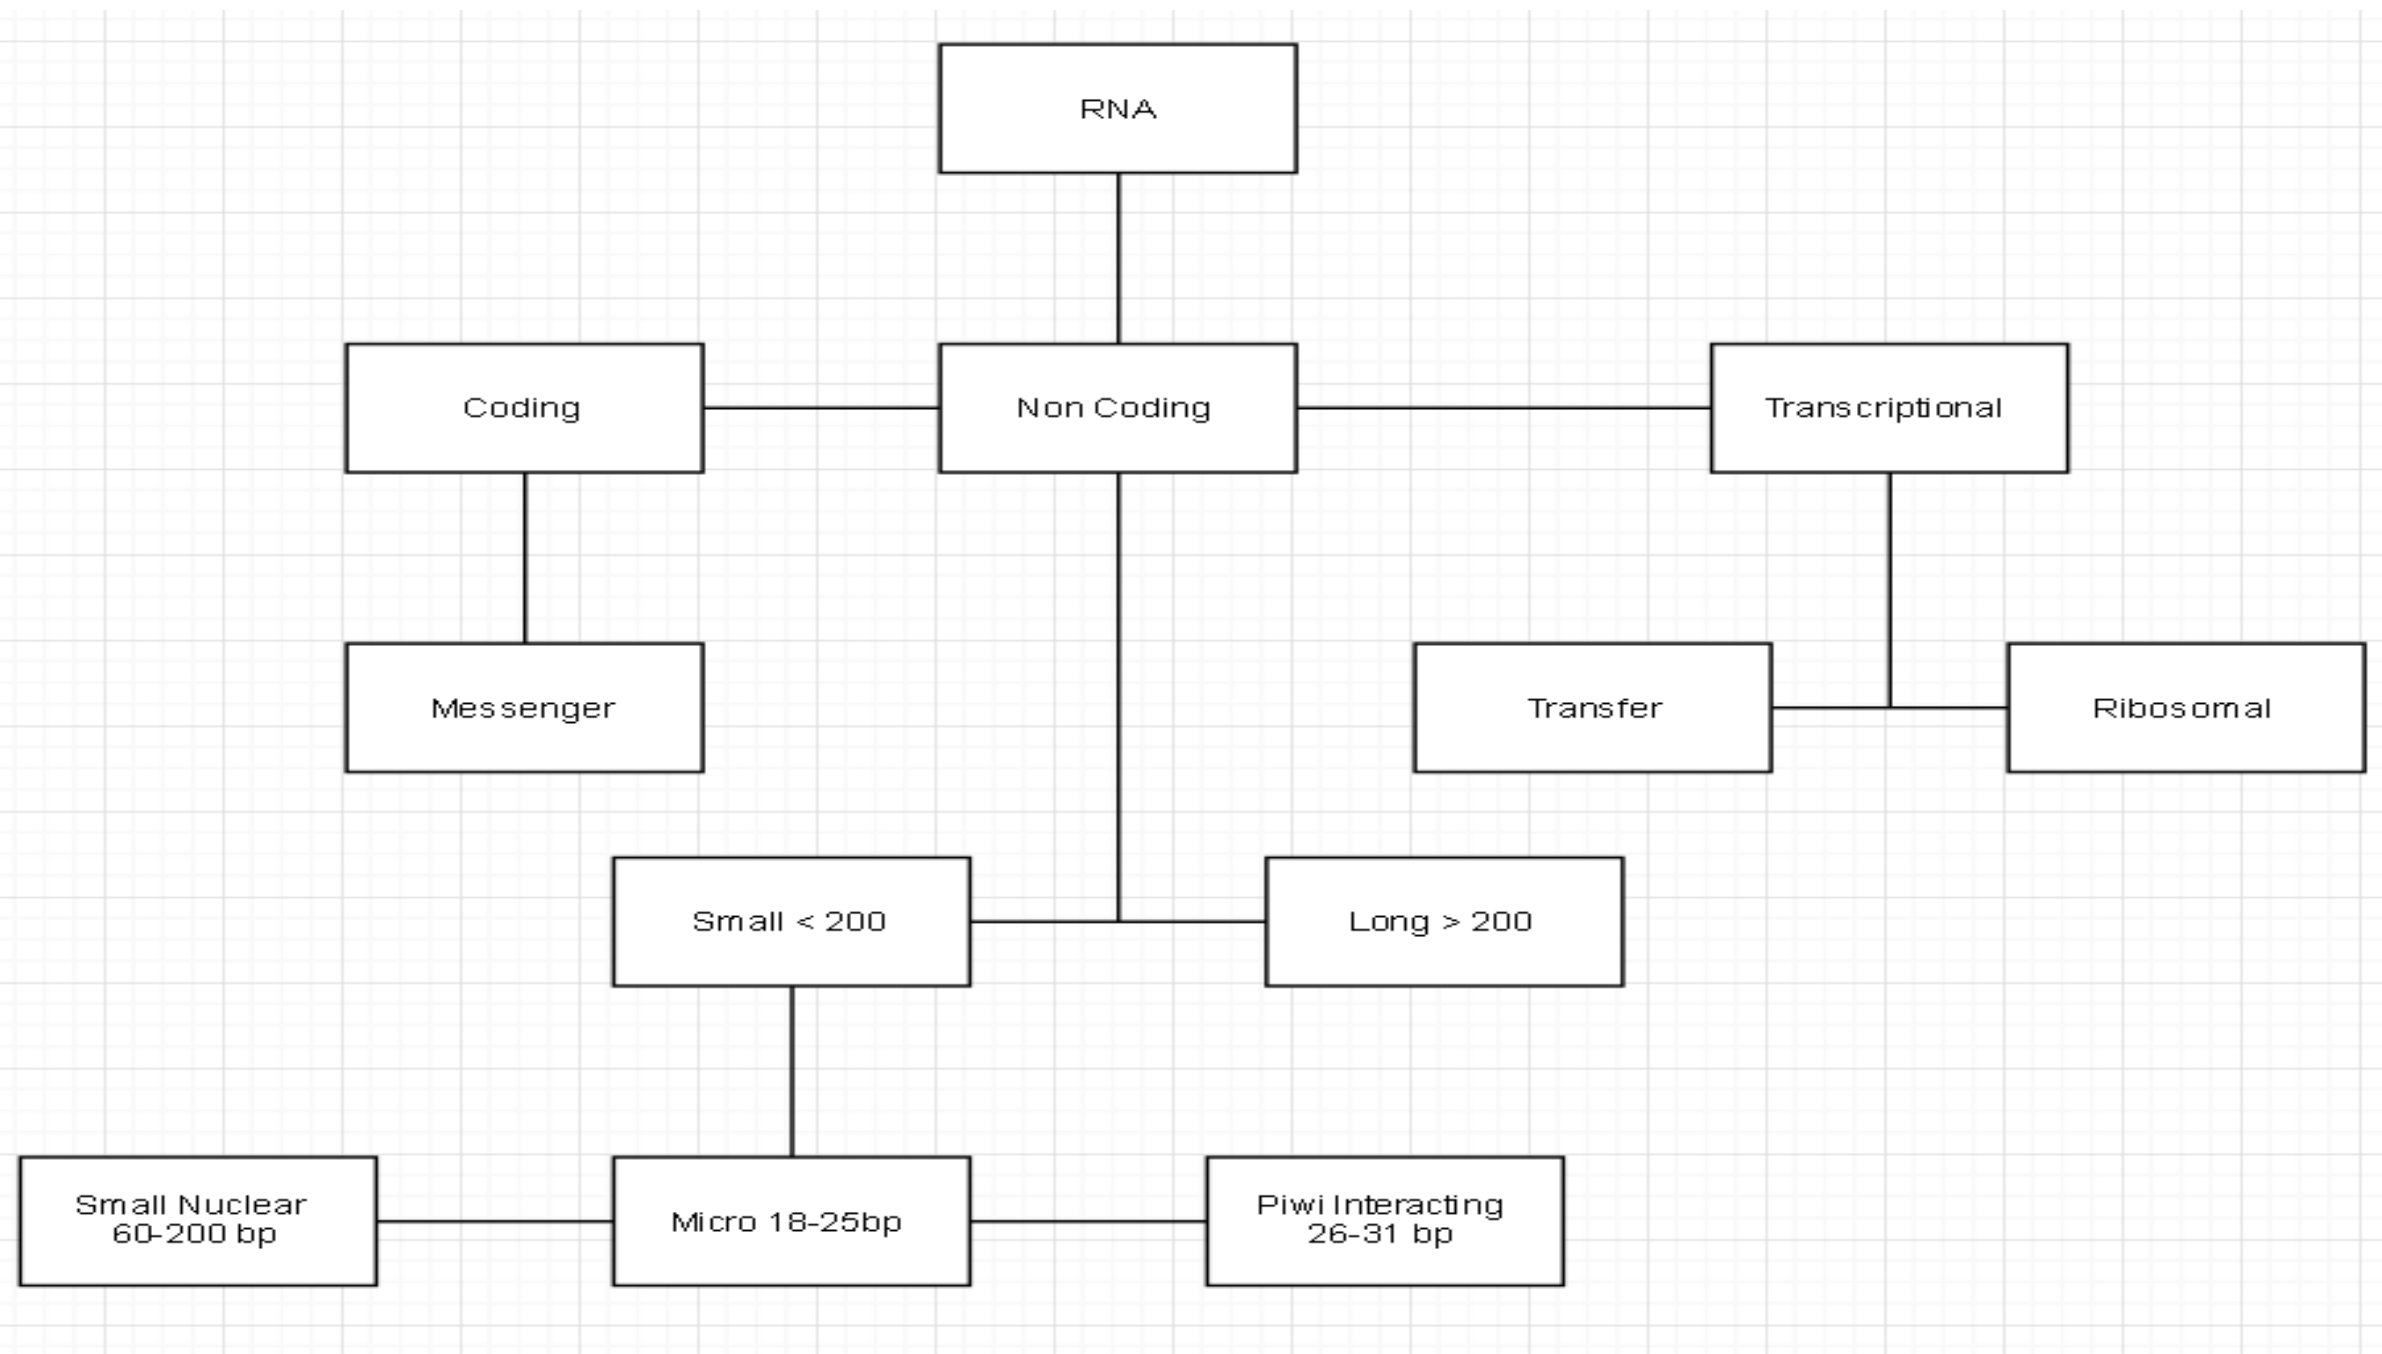 RNA
Coding
Non Coding
Transcriptional
Messenger
Transfer
Ribosomal
Small < 200
Long > 200
Small Nuclear
60-200 bp
Micro 18-25bp
Piwi Interacting
26-31 bp